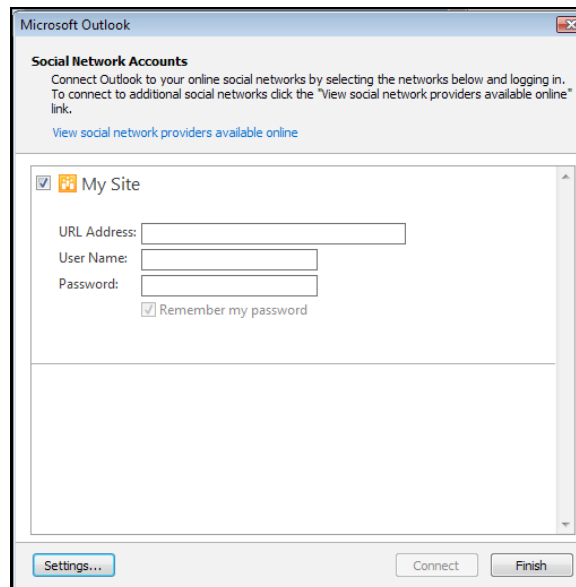 Microsoft Outlook
Social Network Accounts
Connect Outlook to your online social networks by selecting the networks below and logging in.
To connect to additional social networks click the "View social network providers available online"
link.
View social network providers available online
My Site
URL Address:
User Name:
Password:
Remember my password
Settings...
Connect
Finish